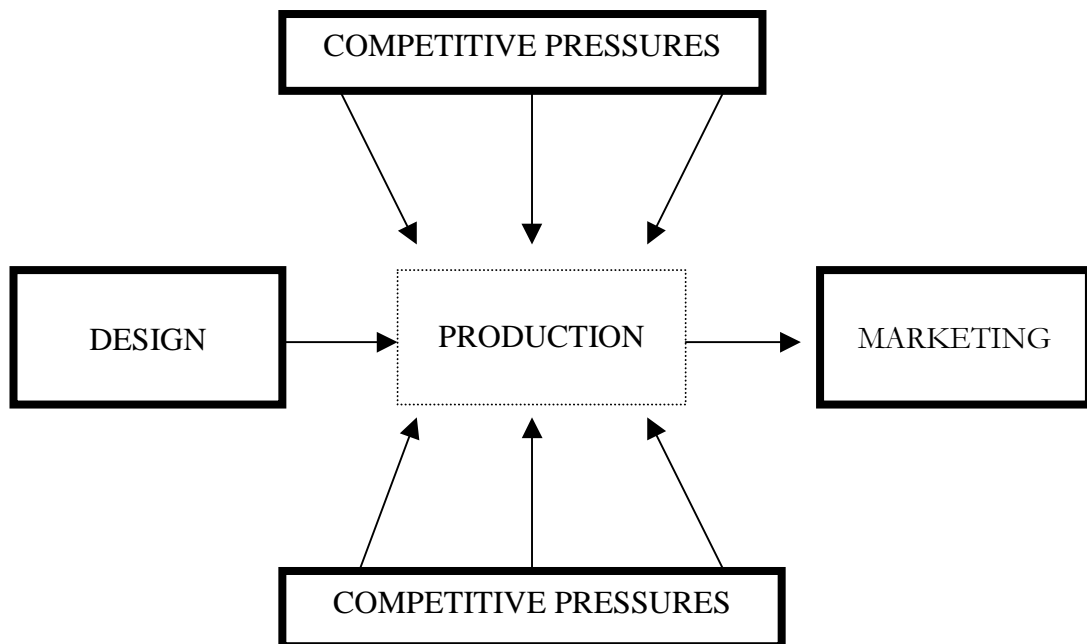 COMPETITIVE PRESSURES
DESIGN
PRODUCTION
MARKETING
COMPETITIVE PRESSURES